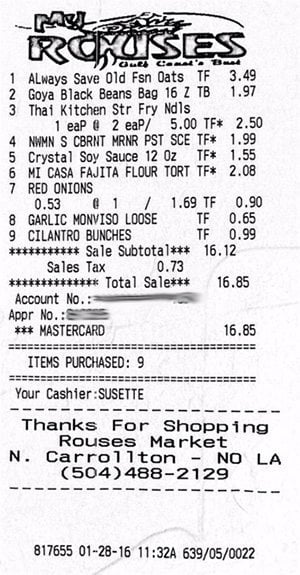 My
ROUSES
Gulf Coast's Best
1 ALways Save Old Fsn Oats TF 3.49
2 Goya Black Beans Bag 16 Z TB 1.97
3 Thai Kitchen Str Fry Ndls
1 eaP @ 2 eaP/ 5.00 TF* 2.50
4 NWMN S CBRNT MRNR PST SCE TF* 1.99
5 Crystal Soy Sauce 12 Oz TF* 1.55
6 MI CASA FAJITA FLOUR TORT TF* 2.08
7 RED ONIONS
0.53 @ 1 / 1.69 TF 0.90
8 GARLIC MONVISO LOOSE TF 0.65
9 CILANTRO BUNCHES TF 0.99
*********** Sale Subtotal*** 16.12
Sales Tax 0.73
************** Total Sale*** 16.85
Account No.:
Appr No.:
*** MASTERCARD 16.85
ITEMS PURCHASED: 9
Your Cashier:SUSETTE
Thanks For Shopping
Rouses Market
N. Carrollton - NO LA
(504)488-2129
817655 01-28-16 11:32A 639/05/0022